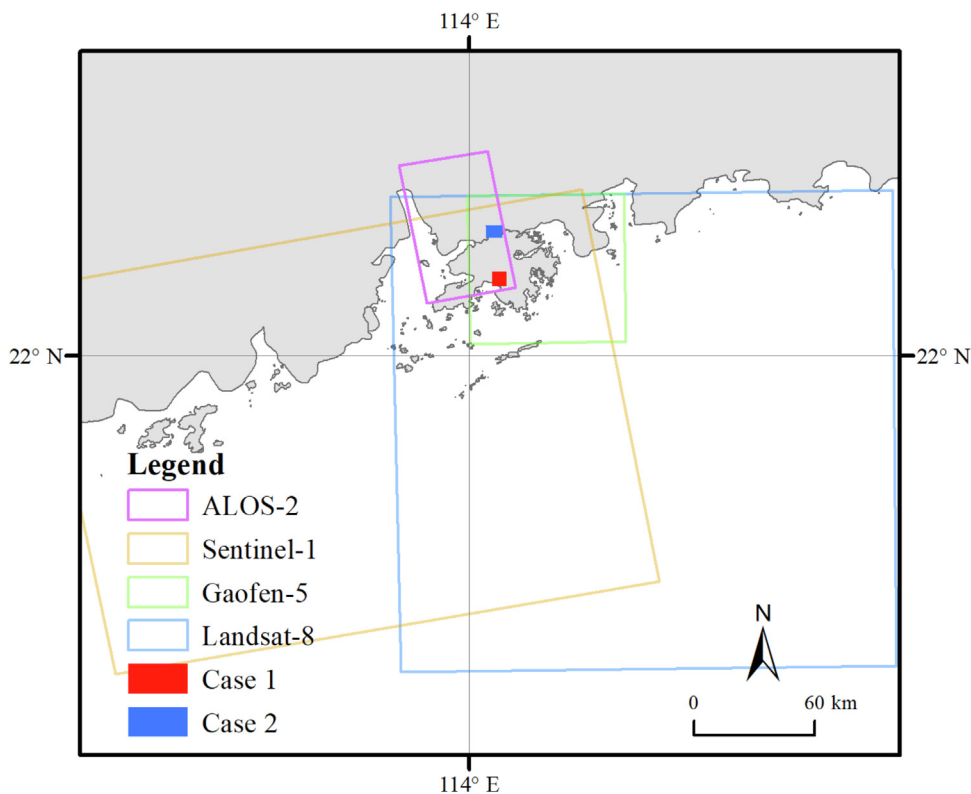 114° E
22° N
22° N
Legend
ALOS-2
Sentinel-1
Gaofen-5
Landsat-8
Case 1
Case 2
N
0 60 km
114° E